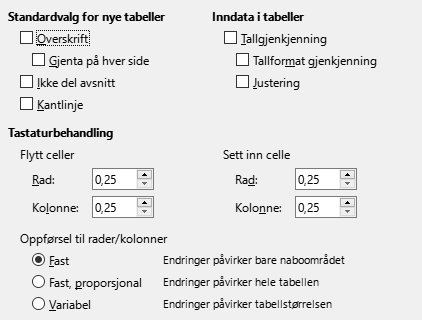 Standardvalg for nye tabeller
Overskrift
Gjenta på hver side
Ikke del avsnitt
Kantlinje
Inndata i tabeller
Tallgjenkjenning
Tallformat gjenkjenning
Justering
Tastaturbehandling
Flytt celler
Rad: 0,25
Kolonne: 0,25
Sett inn celle
Rad: 0,25
Kolonne: 0,25
Oppførsel til rader/kolonner
Fast Endringer påvirker bare naboområdet
Fast, proporsjonal Endringer påvirker hele tabellen
Variabel Endringer påvirker tabellstørrelsen